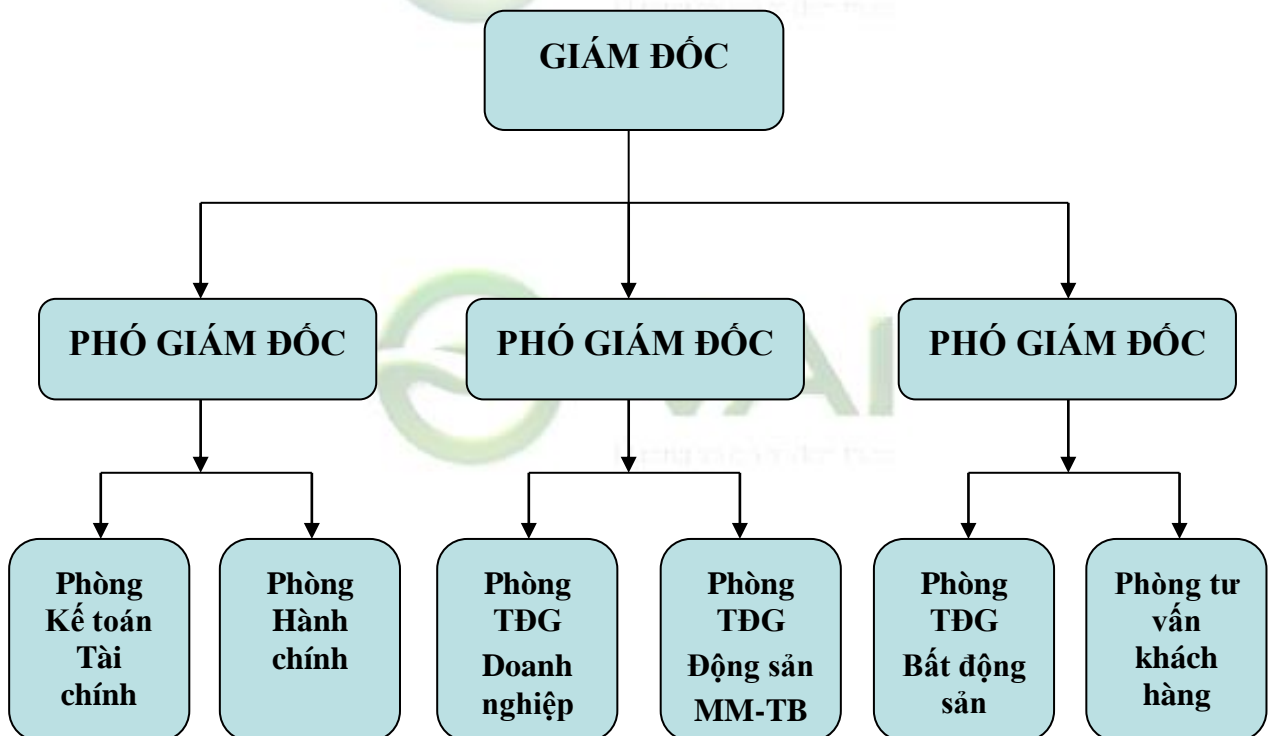 GIÁM ĐỐC
PHÓ GIÁM ĐỐC
PHÓ GIÁM ĐỐC
PHÓ GIÁM ĐỐC
Phòng
Kế toán
Tài
chính
Phòng
Hành
chính
Phòng
TĐG
Doanh
nghiệp
Phòng
TĐG
Động sản
MM-TB
Phòng
TĐG
Bất động
sản
Phòng tư
vấn
khách
hàng